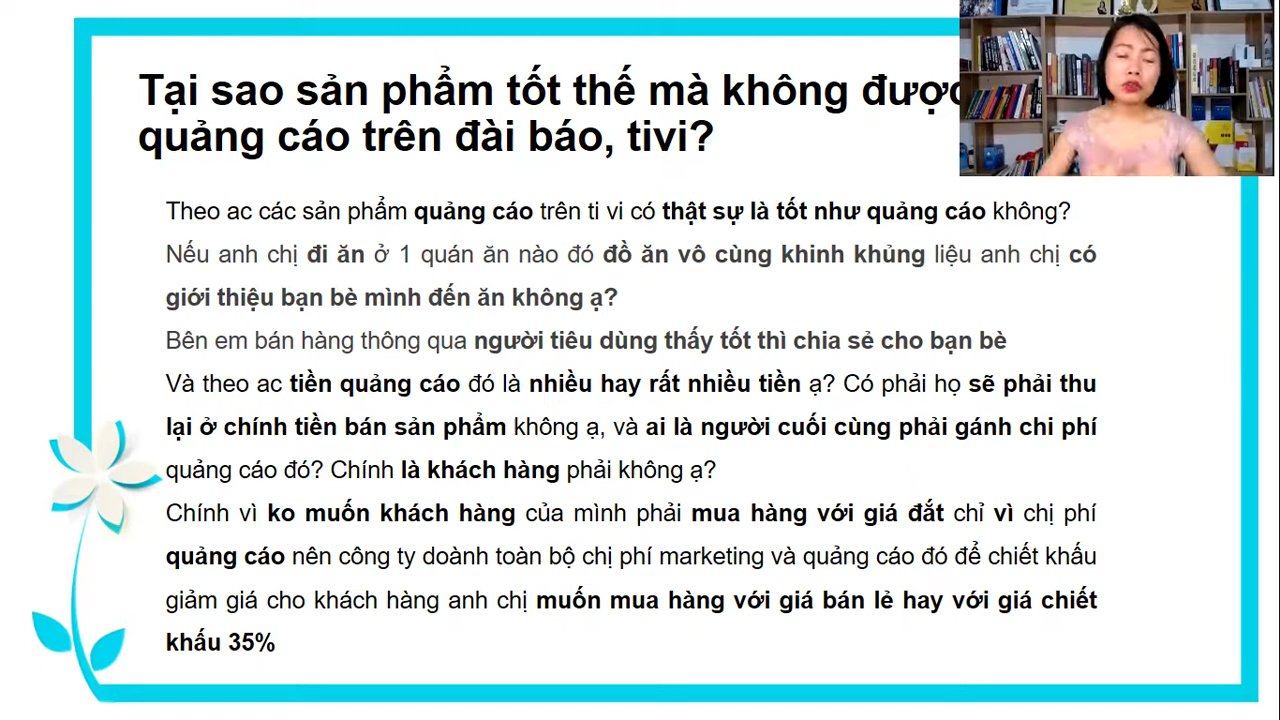 Tại sao sản phẩm tốt thế mà không được
quảng cáo trên đài báo, tivi?
Theo ac các sản phẩm quảng cáo trên ti vi có thật sự là tốt như quảng cáo không?
Nếu anh chị đi ăn ở 1 quán ăn nào đó đồ ăn vô cùng khinh khủng liệu anh chị có
giới thiệu bạn bè mình đến ăn không ạ?
Bên em bán hàng thông qua người tiêu dùng thấy tốt thì chia sẻ cho bạn bè
Và theo ac tiền quảng cáo đó là nhiều hay rất nhiều tiền ạ? Có phải họ sẽ phải thu
lại ở chính tiền bán sản phẩm không ạ, và ai là người cuối cùng phải gánh chi phí
quảng cáo đó? Chính là khách hàng phải không ạ?
Chính vì ko muốn khách hàng của mình phải mua hàng với giá đắt chỉ vì chị phí
quảng cáo nên công ty doành toàn bộ chị phí marketing và quảng cáo đó để chiết khấu
giảm giá cho khách hàng anh chị muốn mua hàng với giá bán lẻ hay với giá chiết
khấu 35%